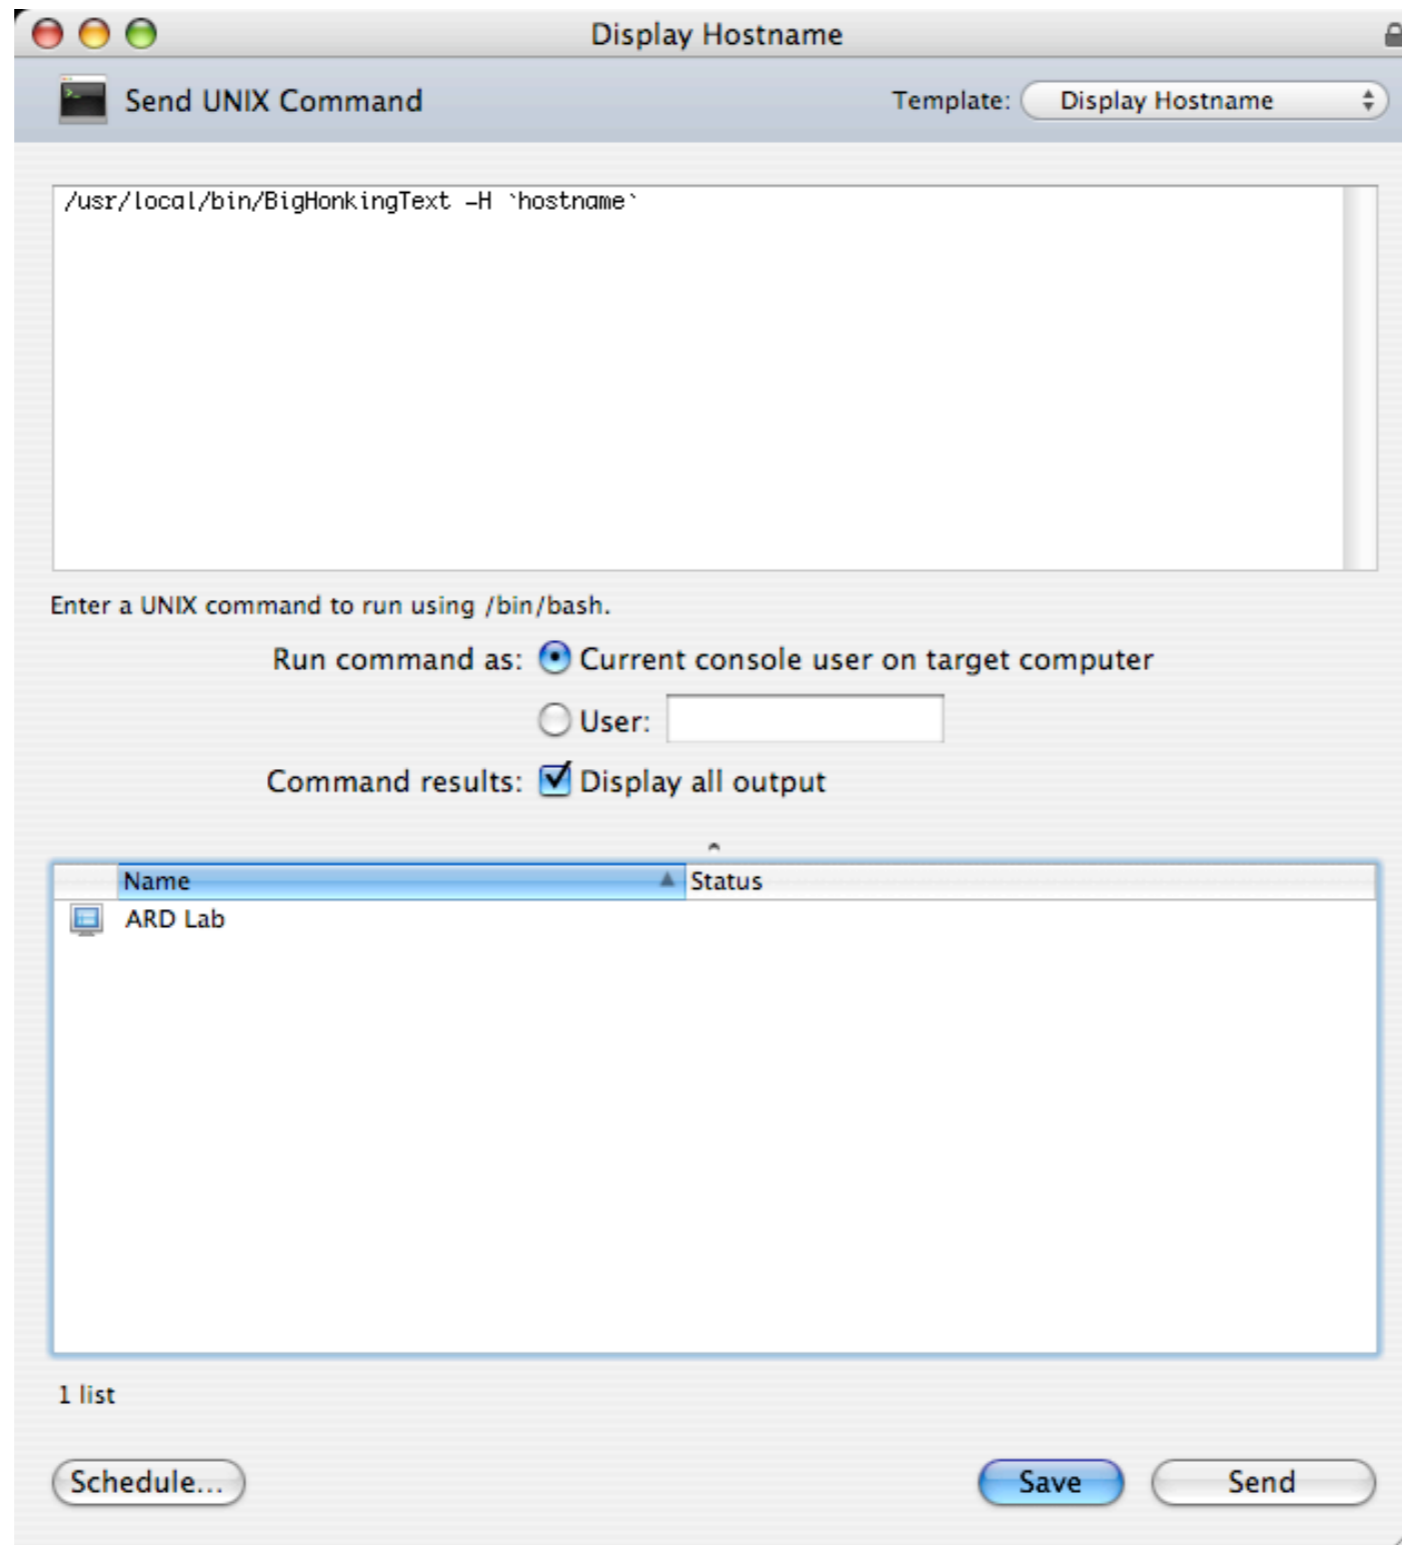 Display Hostname
Send UNIX Command
Template: Display Hostname
/usr/local/bin/BigHonkingText -H `hostname`
Enter a UNIX command to run using /bin/bash.
Run command as: Current console user on target computer
User:
Command results: Display all output
Name Status
ARD Lab
1 list
Schedule... Save Send